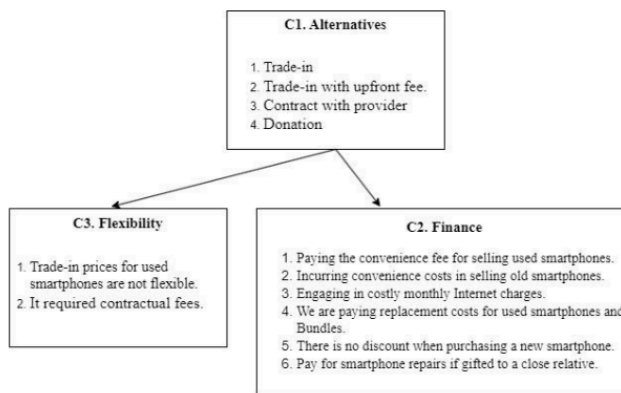 C1. Alternatives
1. Trade-in
2. Trade-in with upfront fee.
3. Contract with provider
4. Donation
C3. Flexibility
1. Trade-in prices for used
smartphones are not flexible.
2. It required contractual fees.
C2. Finance
1. Paying the convenience fee for selling used smartphones.
2. Incurring convenience costs in selling old smartphones.
3. Engaging in costly monthly Internet charges.
4. We are paying replacement costs for used smartphones and
Bundles.
5. There is no discount when purchasing a new smartphone.
6. Pay for smartphone repairs if gifted to a close relative.